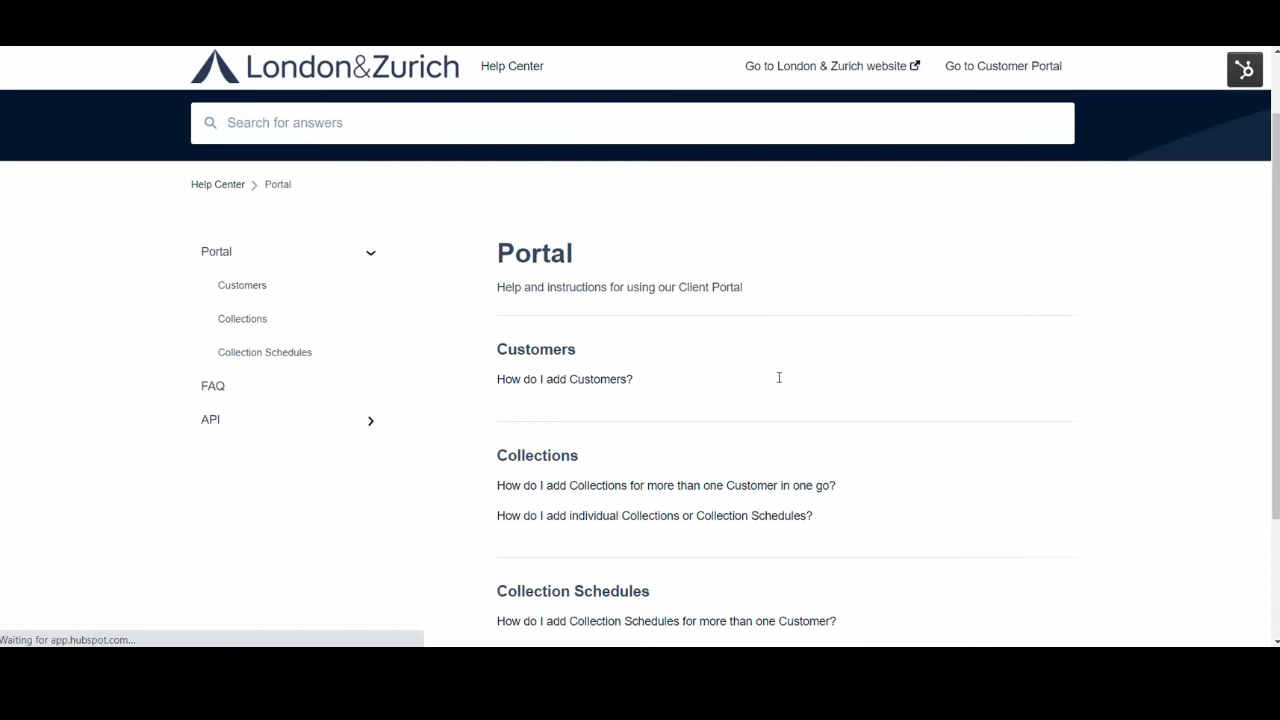 London&Zurich
Help Center
Go to London & Zurich website
Go to Customer Portal
Search for answers
Help Center
Portal
Portal
Customers
Collections
Collection Schedules
FAQ
API
Portal
Help and instructions for using our Client Portal
Customers
How do I add Customers?
Collections
How do I add Collections for more than one Customer in one go?
How do I add individual Collections or Collection Schedules?
Collection Schedules
How do I add Collection Schedules for more than one Customer?
Waiting for app.hubspot.com...